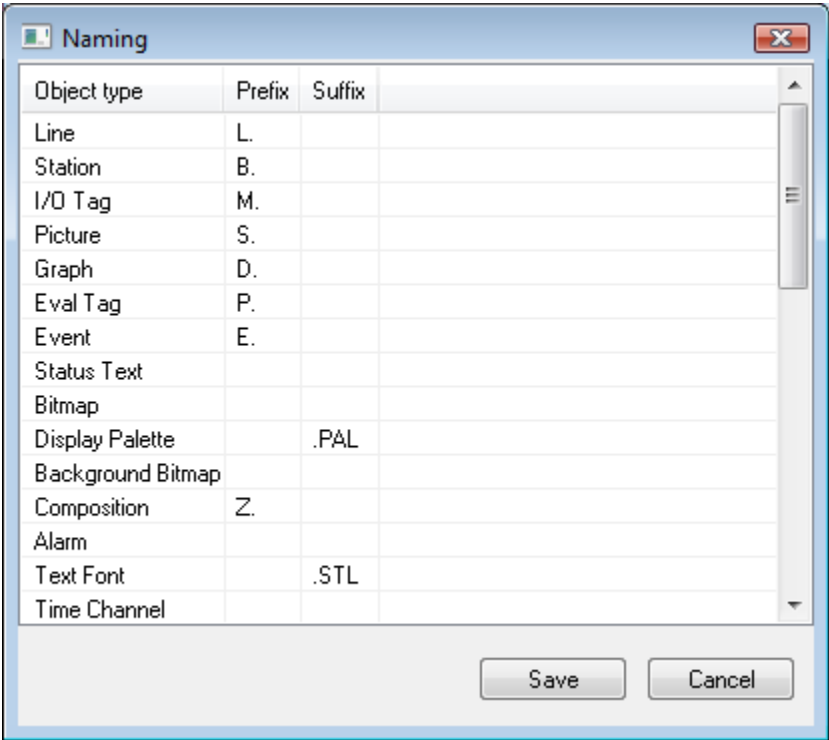 Naming
Object type Prefix Suffix
Line L.
Station B.
I/O Tag M.
Picture S.
Graph D.
Eval Tag P.
Event E.
Status Text
Bitmap
Display Palette .PAL
Background Bitmap
Composition Z.
Alarm
Text Font .STL
Time Channel
Save Cancel